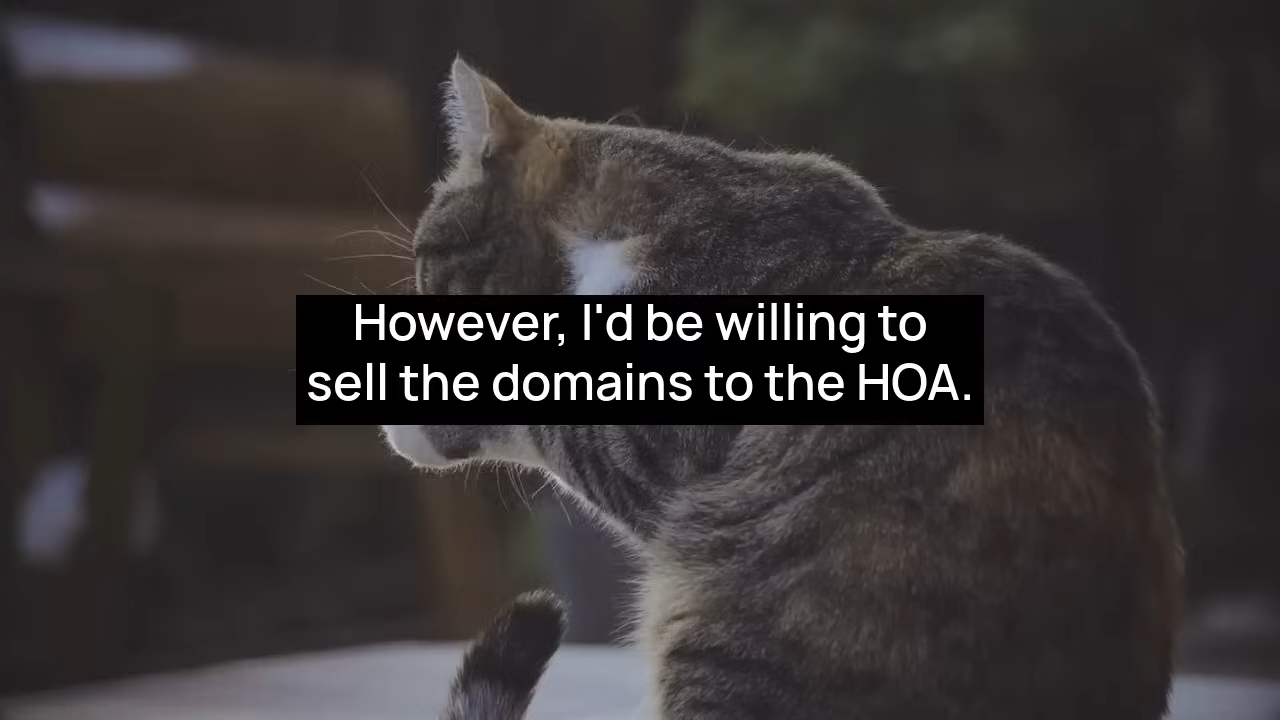 However, I'd be willing to
sell the domains to the HOA.